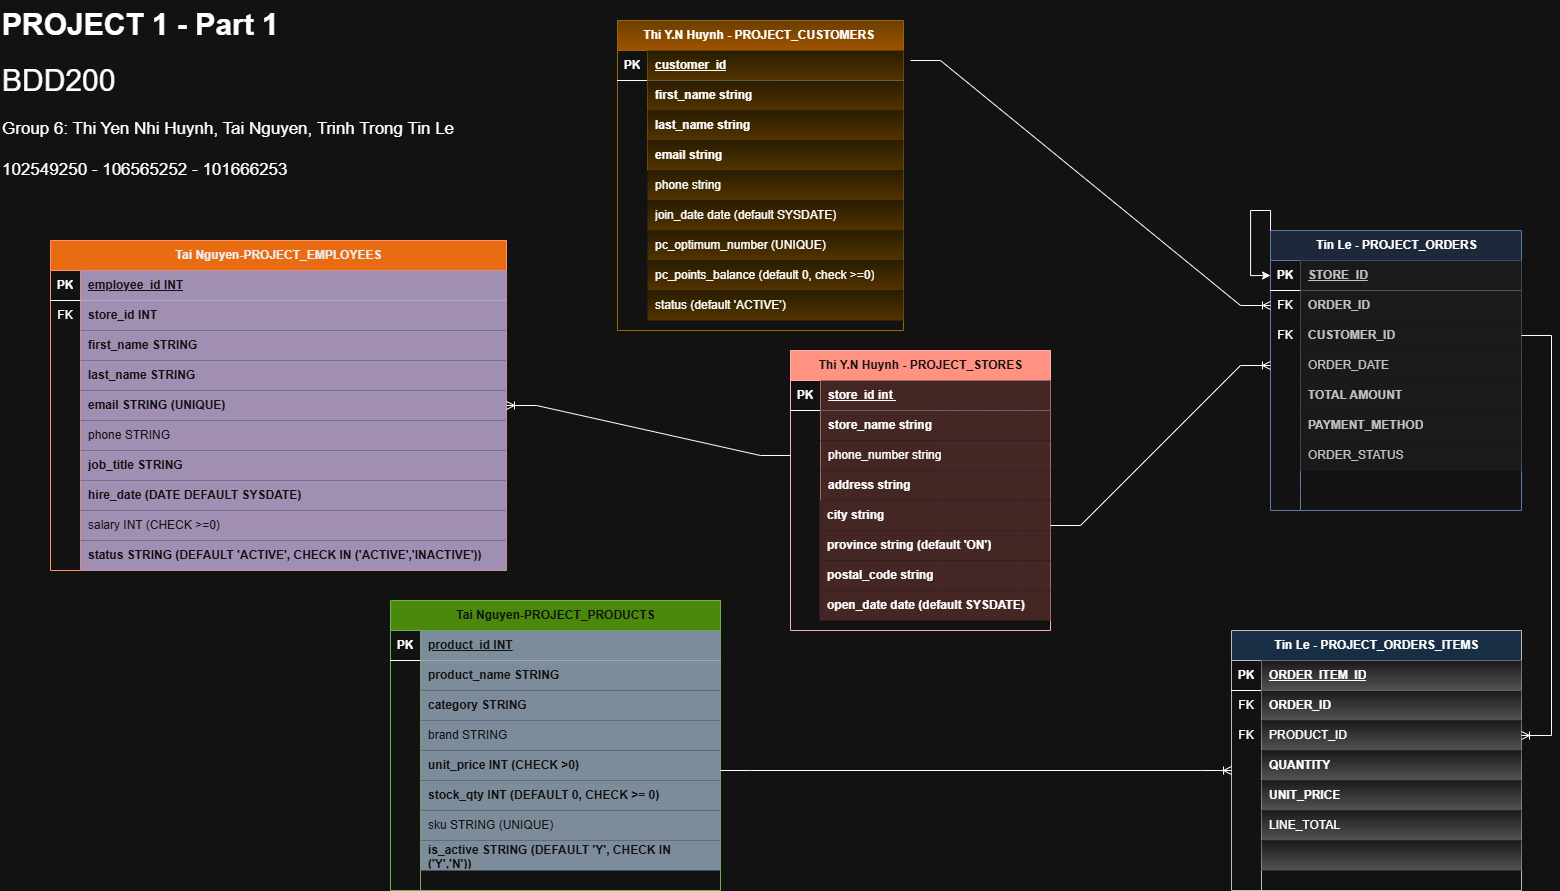 PROJECT 1 - Part 1
BDD200
Group 6: Thi Yen Nhi Huynh, Tai Nguyen, Trinh Trong Tin Le
102549250 - 106565252 - 101666253
Thi Y.N Huynh - PROJECT_CUSTOMERS
PK customer_id
first_name string
last_name string
email string
phone string
join_date date (default SYSDATE)
pc_optimum_number (UNIQUE)
pc_points_balance (default 0, check >=0)
status (default 'ACTIVE')
Tai Nguyen-PROJECT_EMPLOYEES
PK employee_id INT
FK store_id INT
first_name STRING
last_name STRING
email STRING (UNIQUE)
phone STRING
job_title STRING
hire_date (DATE DEFAULT SYSDATE)
salary INT (CHECK >=0)
status STRING (DEFAULT 'ACTIVE', CHECK IN ('ACTIVE','INACTIVE'))
Thi Y.N Huynh - PROJECT_STORES
PK store_id int
store_name string
phone_number string
address string
city string
province string (default 'ON')
postal_code string
open_date date (default SYSDATE)
Tin Le - PROJECT_ORDERS
PK STORE_ID
FK ORDER_ID
FK CUSTOMER_ID
ORDER_DATE
TOTAL AMOUNT
PAYMENT_METHOD
ORDER_STATUS
Tai Nguyen-PROJECT_PRODUCTS
PK product_id INT
product_name STRING
category STRING
brand STRING
unit_price INT (CHECK >0)
stock_qty INT (DEFAULT 0, CHECK >= 0)
sku STRING (UNIQUE)
is_active STRING (DEFAULT 'Y', CHECK IN
('Y','N'))
Tin Le - PROJECT_ORDERS_ITEMS
PK ORDER_ITEM_ID
FK ORDER_ID
FK PRODUCT_ID
QUANTITY
UNIT_PRICE
LINE_TOTAL